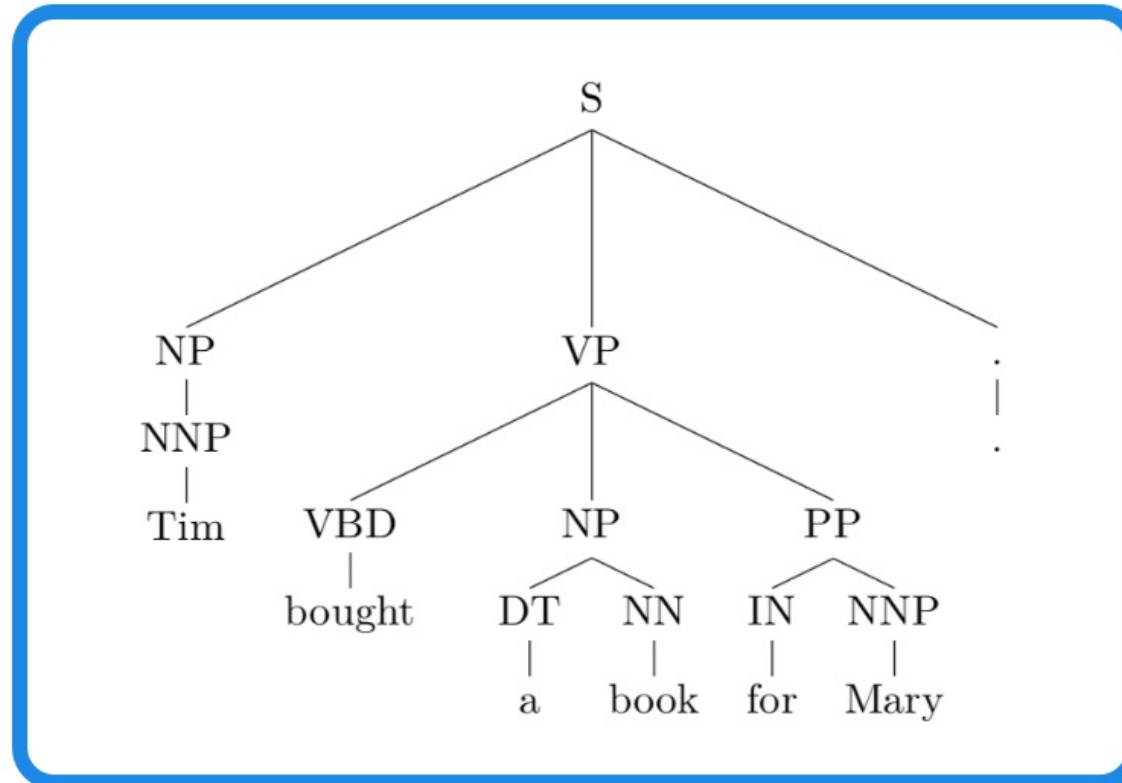 S
NP VP .
NNP .
Tim VBD NP PP
bought DT NN IN NNP
a book for Mary